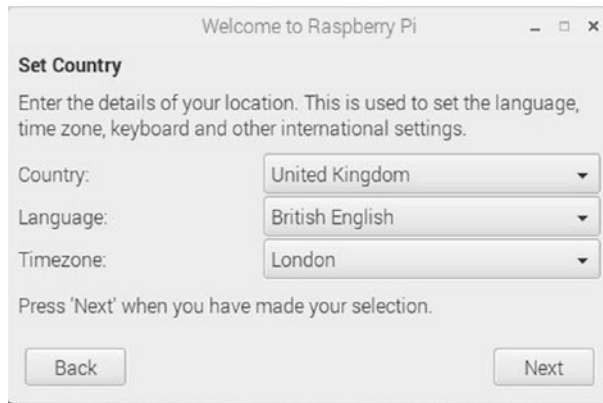 Welcome to Raspberry Pi
Set Country
Enter the details of your location. This is used to set the language,
time zone, keyboard and other international settings.
Country: United Kingdom
Language: British English
Timezone: London
Press 'Next' when you have made your selection.
Back Next